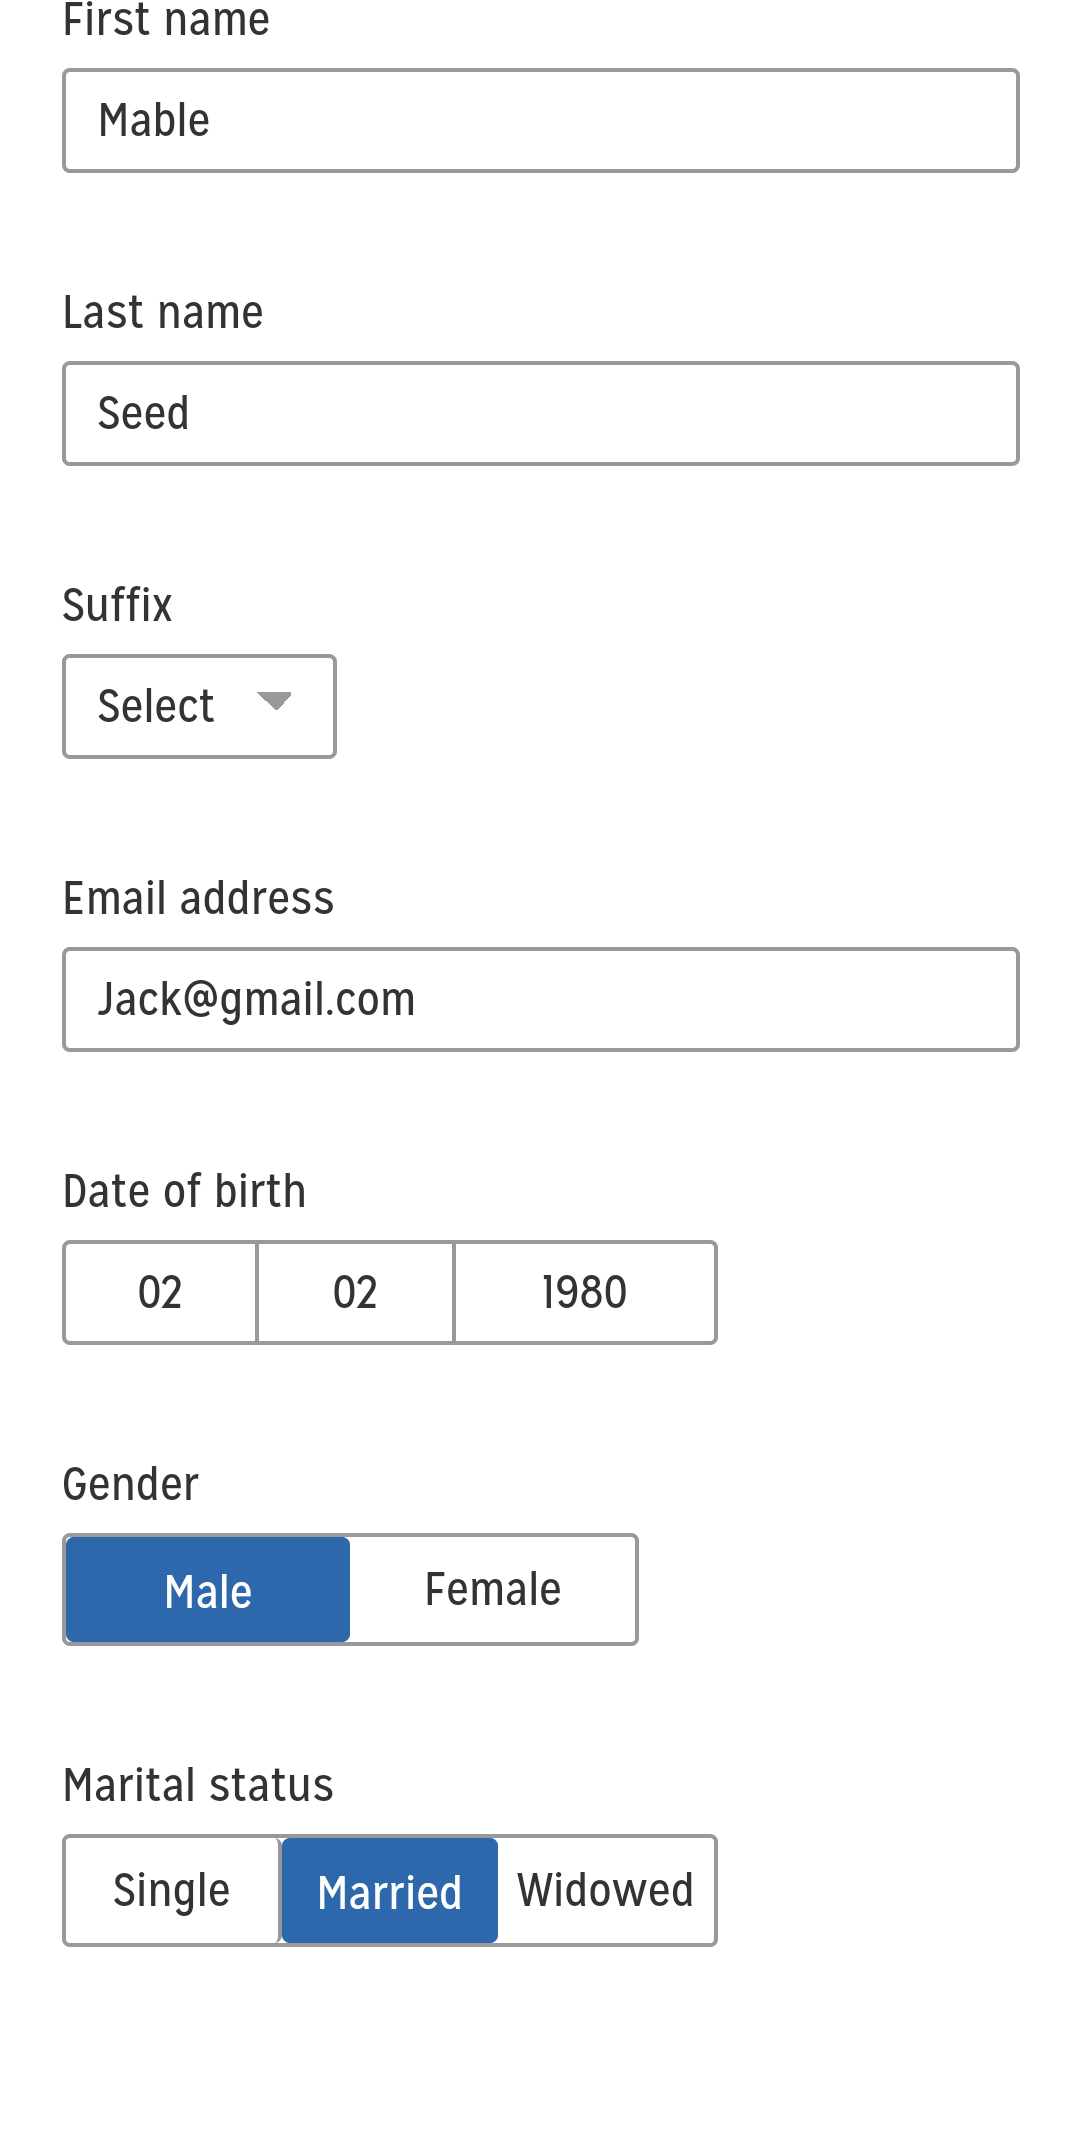 First name
Mable
Last name
Seed
Suffix
Select
Email address
Jack@gmail.com
Date of birth
02 02 1980
Gender
Male Female
Marital status
Single Married Widowed